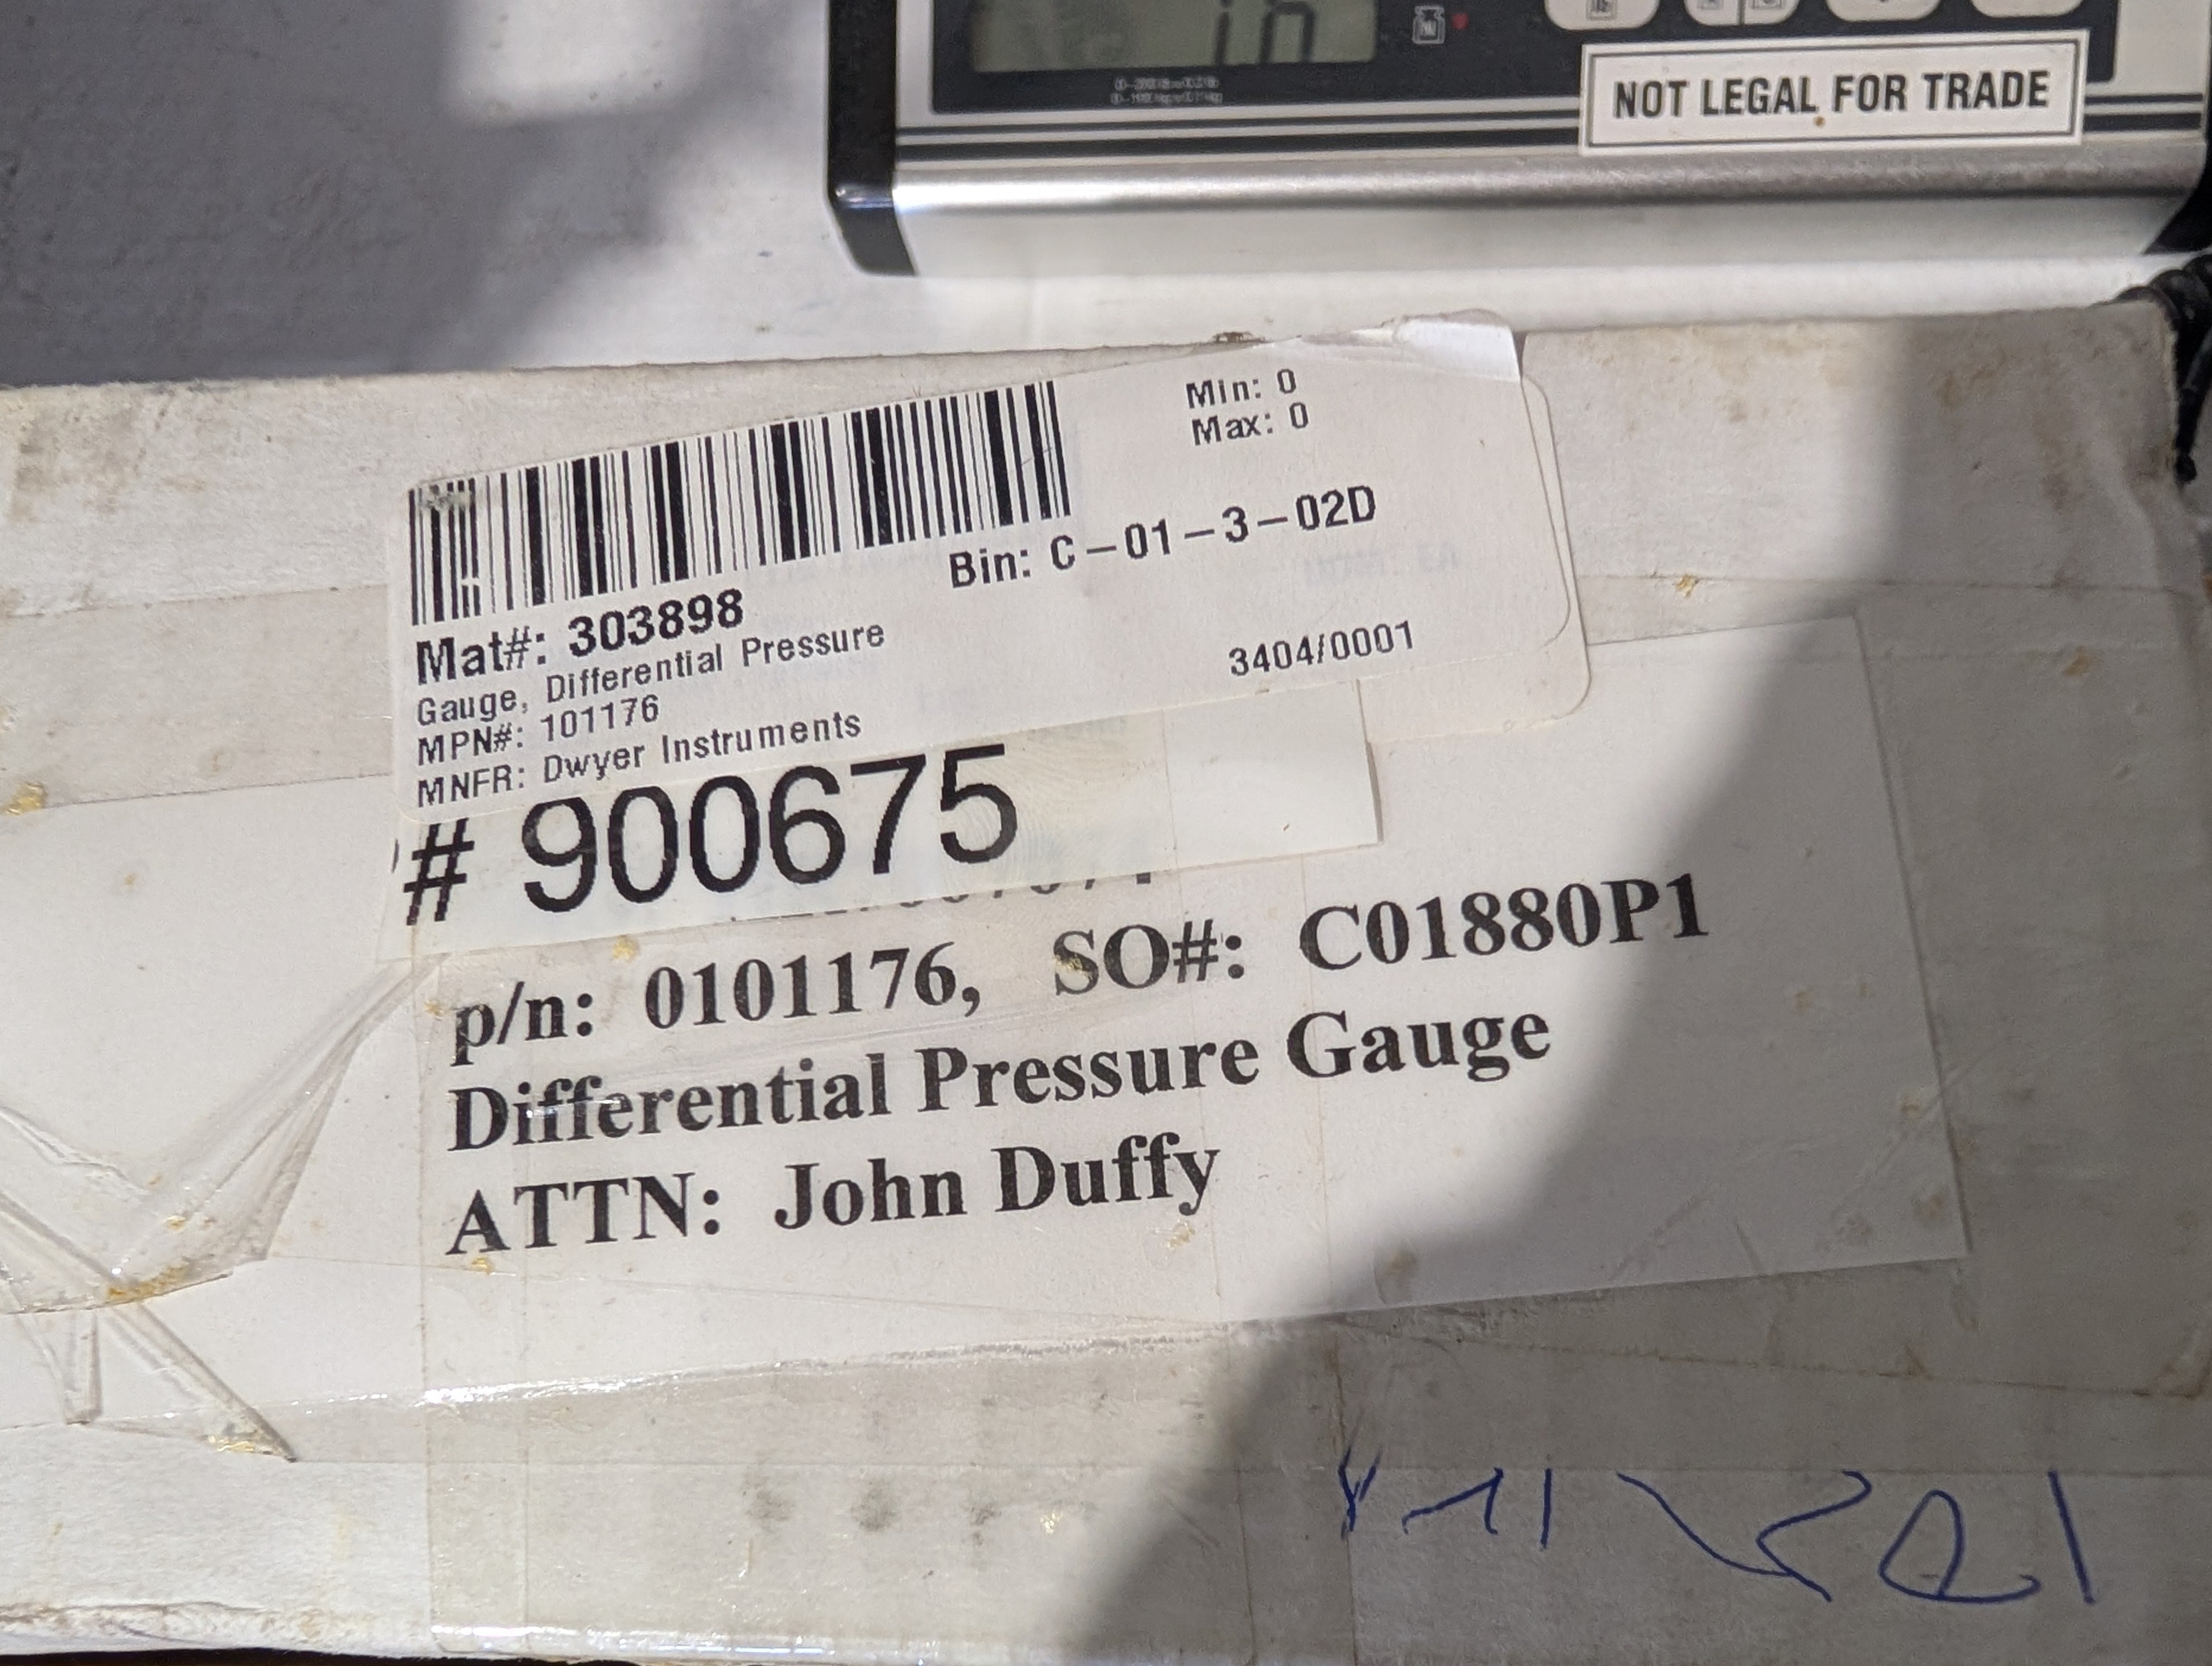 in
NOT LEGAL FOR TRADE
Min: 0
Max: 0
Bin: C-01-3-02D
Mat#: 303898
Gauge, Differential Pressure
3404/0001
MPN#: 101176
MNFR: Dwyer Instruments
# 900675
p/n: 0101176, SO#: C01880P1
Differential Pressure Gauge
ATTN: John Duffy